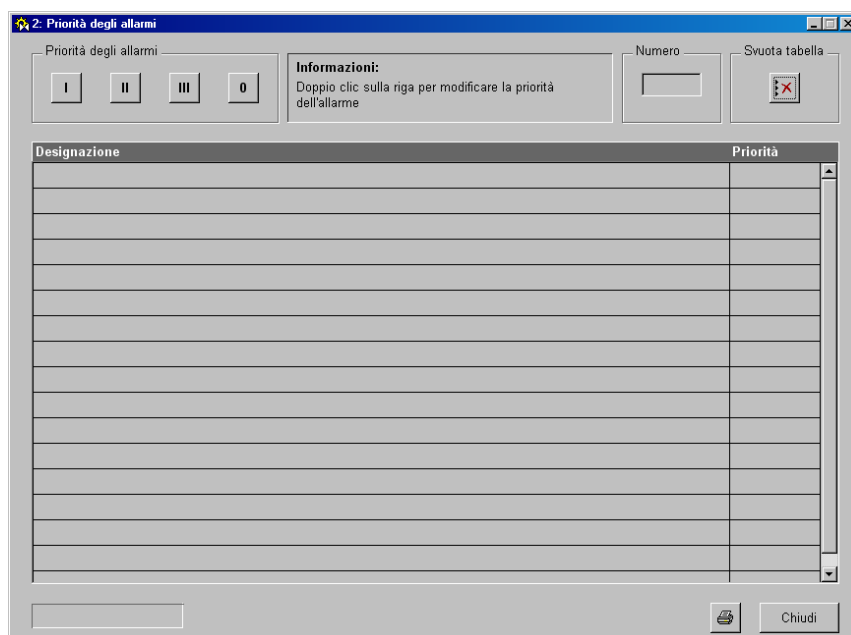 2: Priorità degli allarmi
Priorità degli allarmi
I II III 0
Informazioni:
Doppio clic sulla riga per modificare la priorità
dell'allarme
Numero
Svuota tabella
Designazione Priorità
Chiudi